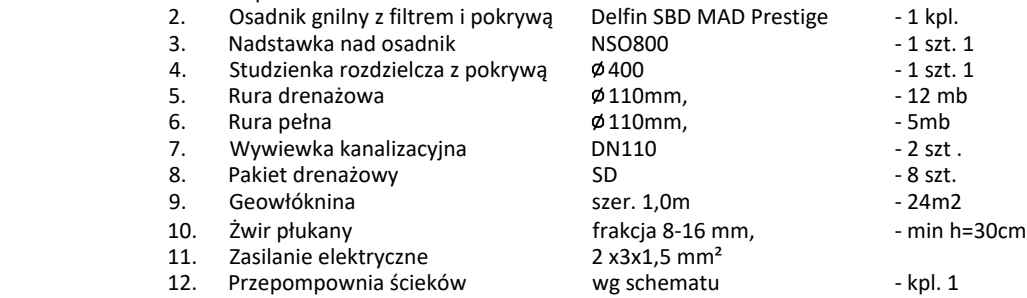 2. Osadnik gnilny z filtrem i pokrywą Delfin SBD MAD Prestige - 1 kpl.
3. Nadstawka nad osadnik NSO800 - 1 szt. 1
4. Studzienka rozdzielcza z pokrywą Ø400 - 1 szt. 1
5. Rura drenażowa Ø110mm, - 12 mb
6. Rura pełna Ø110mm, - 5mb
7. Wywiewka kanalizacyjna DN110 - 2 szt .
8. Pakiet drenażowy SD - 8 szt.
9. Geowłóknina szer. 1,0m - 24m2
10. Żwir płukany frakcja 8-16 mm, - min h=30cm
11. Zasilanie elektryczne 2 x3x1,5 mm²
12. Przepompownia ścieków wg schematu - kpl. 1